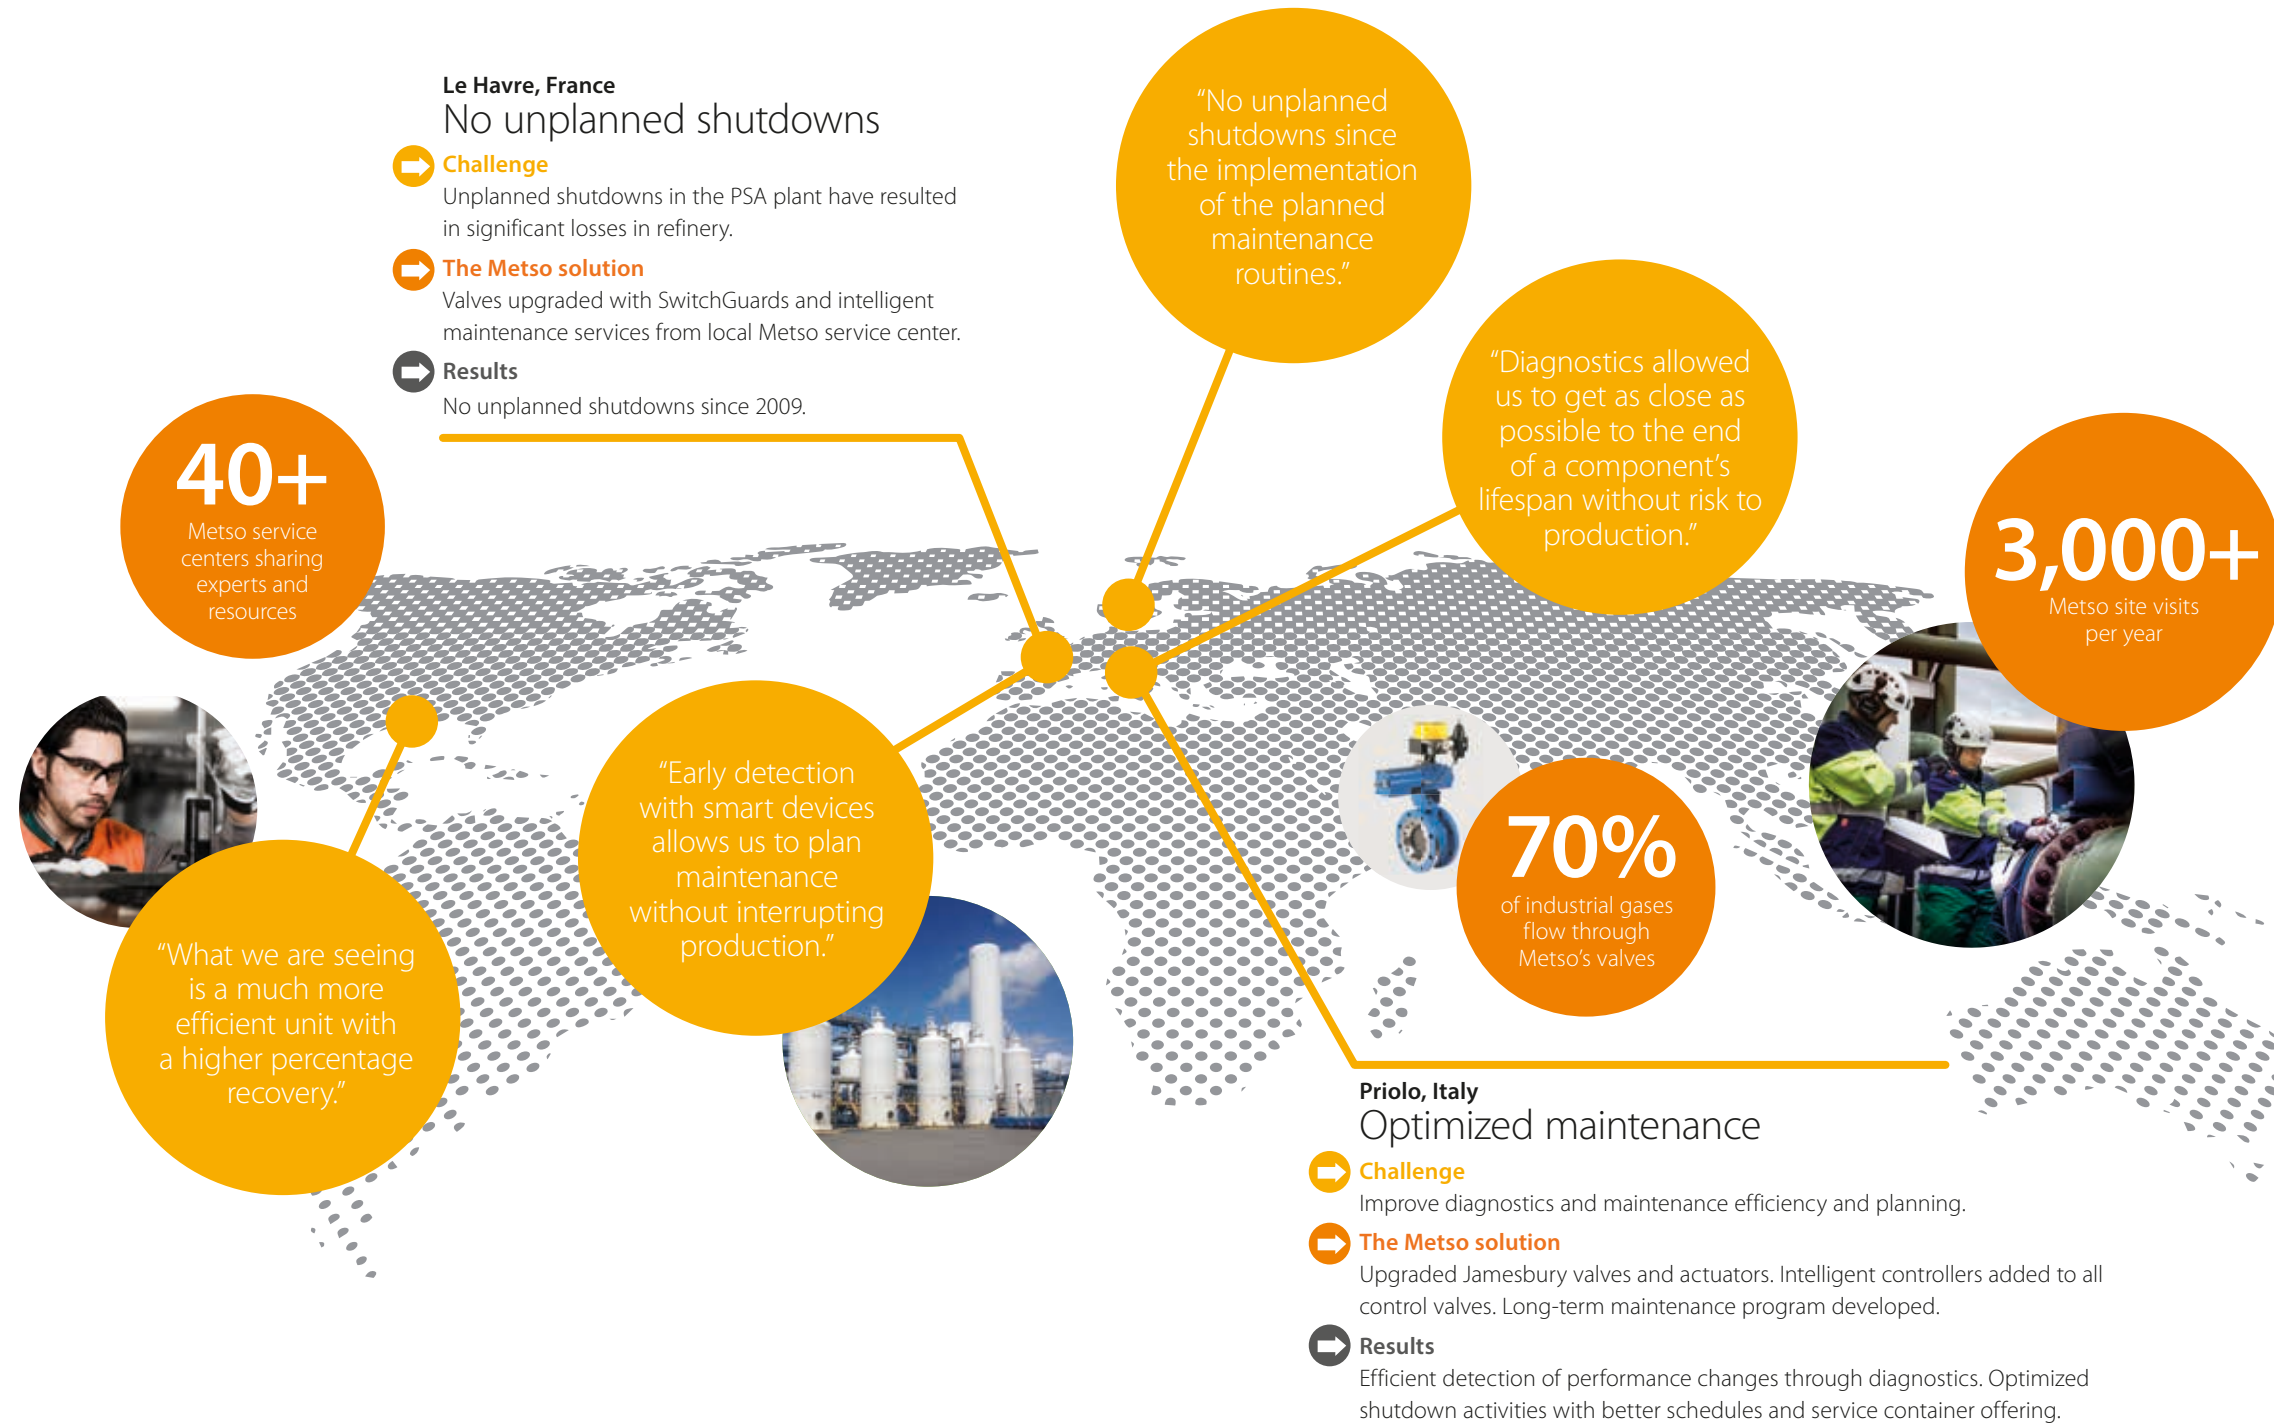 Le Havre, France
No unplanned shutdowns
Challenge
Unplanned shutdowns in the PSA plant have resulted
in significant losses in refinery.
The Metso solution
Valves upgraded with SwitchGuards and intelligent
maintenance services from local Metso service center.
Results
No unplanned shutdowns since 2009.
“No unplanned
shutdowns since
the implementation
of the planned
maintenance
routines.”
“Diagnostics allowed
us to get as close as
possible to the end
of a component’s
lifespan without risk to
production.”
40+
Metso service
centers sharing
experts and
resources
3,000+
Metso site visits
per year
“Early detection
with smart devices
allows us to plan
maintenance
without interrupting
production.”
70%
of industrial gases
flow through
Metso’s valves
“What we are seeing
is a much more
efficient unit with
a higher percentage
recovery.”
Priolo, Italy
Optimized maintenance
Challenge
Improve diagnostics and maintenance efficiency and planning.
The Metso solution
Upgraded Jamesbury valves and actuators. Intelligent controllers added to all
control valves. Long-term maintenance program developed.
Results
Efficient detection of performance changes through diagnostics. Optimized
shutdown activities with better schedules and service container offering.